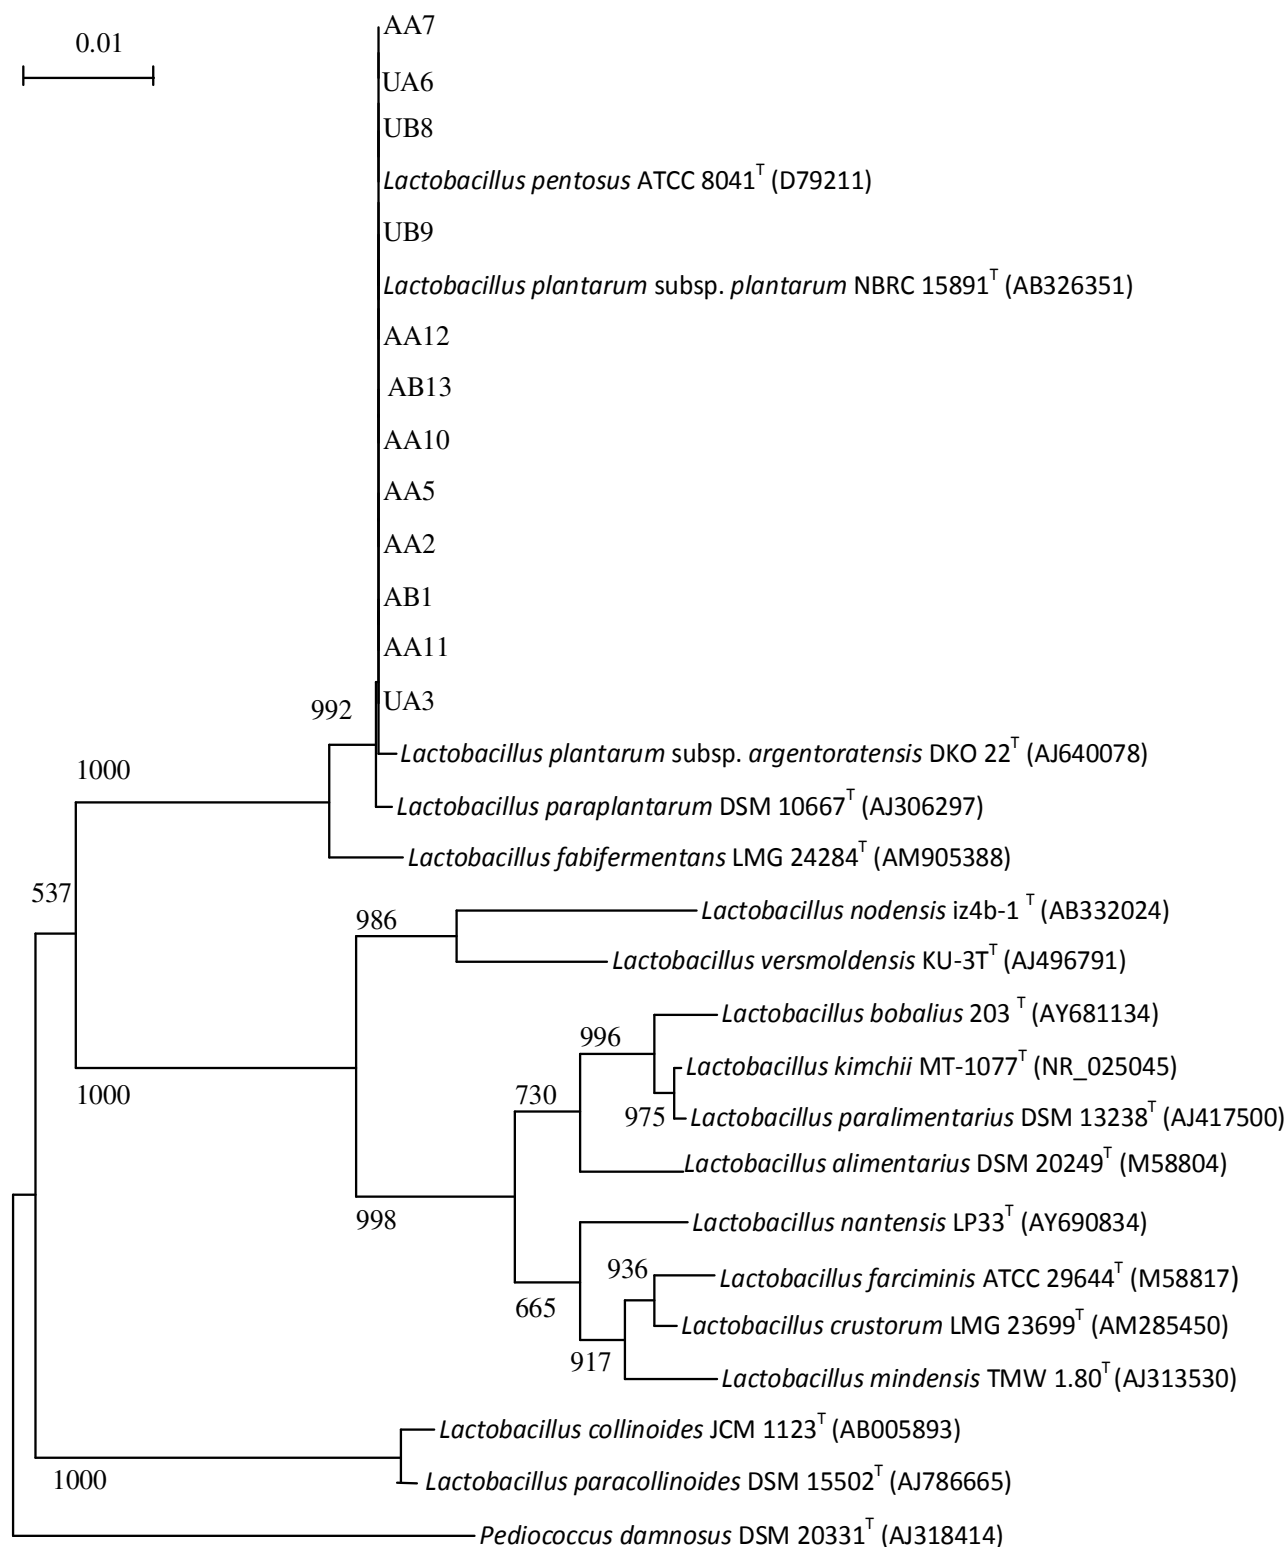 AA7
0.01
UA6
UB8
Lactobacillus pentosus ATCC 8041T (D79211)
UB9
Lactobacillus plantarum subsp. plantarum NBRC 15891T (AB326351)
AA12
AB13
AA10
AA5
AA2
AB1
AA11
UA3
992
Lactobacillus plantarum subsp. argentoratensis DKO 22T (AJ640078)
1000
Lactobacillus paraplantarum DSM 10667T (AJ306297)
Lactobacillus fabifermentans LMG 24284T (AM905388)
537
986
Lactobacillus nodensis iz4b-1 T (AB332024)
Lactobacillus versmoldensis KU-3TT (AJ496791)
Lactobacillus bobalius 203 T (AY681134)
996
Lactobacillus kimchii MT-1077T (NR_025045)
1000
730
975
Lactobacillus paralimentarius DSM 13238T (AJ417500)
Lactobacillus alimentarius DSM 20249T (M58804)
998
Lactobacillus nantensis LP33T (AY690834)
936
Lactobacillus farciminis ATCC 29644T (M58817)
665
Lactobacillus crustorum LMG 23699T (AM285450)
917
Lactobacillus mindensis TMW 1.80T (AJ313530)
Lactobacillus collinoides JCM 1123T (AB005893)
1000
Lactobacillus paracollinoides DSM 15502T (AJ786665)
Pediococcus damnosus DSM 20331T (AJ318414)